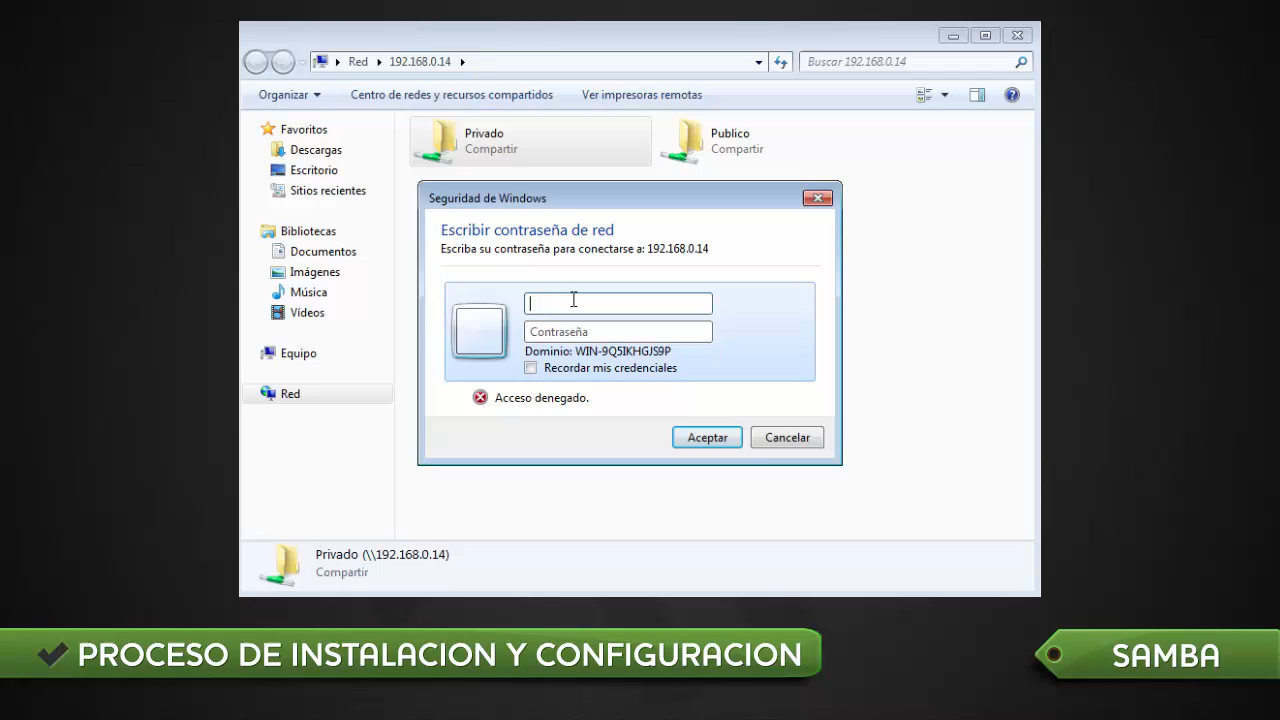 Red 192.168.0.14
Buscar 192.168.0.14
Organizar
Centro de redes y recursos compartidos
Ver impresoras remotas
Favoritos
Descargas
Escritorio
Sitios recientes
Bibliotecas
Documentos
Imágenes
Música
Vídeos
Equipo
Red
Privado
Compartir
Publico
Compartir
Seguridad de Windows
Escribir contraseña de red
Escriba su contraseña para conectarse a: 192.168.0.14
Contraseña
Dominio: WIN-9Q5IKHGJS9P
Recordar mis credenciales
Acceso denegado.
Aceptar
Cancelar
Privado (\\192.168.0.14)
Compartir
PROCESO DE INSTALACION Y CONFIGURACION
SAMBA